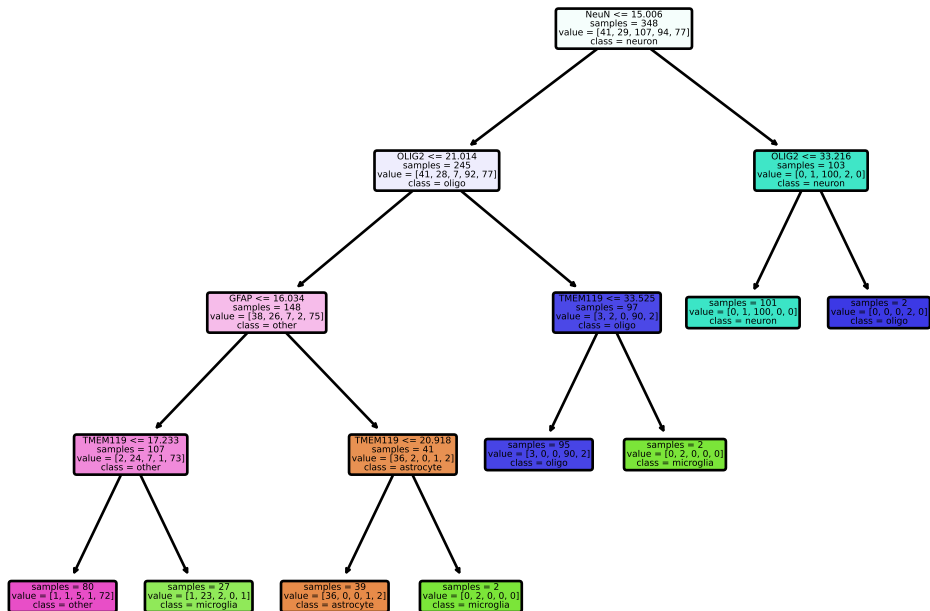 NeuN <= 15.006
samples = 348
value = [41, 29, 107, 94, 77]
class = neuron
OLIG2 <= 21.014
samples = 245
value = [41, 28, 7, 92, 77]
class = oligo
OLIG2 <= 33.216
samples = 103
value = [0, 1, 100, 2, 0]
class = neuron
GFAP <= 16.034
samples = 148
value = [38, 26, 7, 2, 75]
class = other
TMEM119 <= 33.525
samples = 97
value = [3, 2, 0, 90, 2]
class = oligo
samples = 101
value = [0, 1, 100, 0, 0]
class = neuron
samples = 2
value = [0, 0, 0, 2, 0]
class = oligo
TMEM119 <= 17.233
samples = 107
value = [2, 24, 7, 1, 73]
class = other
TMEM119 <= 20.918
samples = 41
value = [36, 2, 0, 1, 2]
class = astrocyte
samples = 95
value = [3, 0, 0, 90, 2]
class = oligo
samples = 2
value = [0, 2, 0, 0, 0]
class = microglia
samples = 80
value = [1, 1, 5, 1, 72]
class = other
samples = 27
value = [1, 23, 2, 0, 1]
class = microglia
samples = 39
value = [36, 0, 0, 1, 2]
class = astrocyte
samples = 2
value = [0, 2, 0, 0, 0]
class = microglia